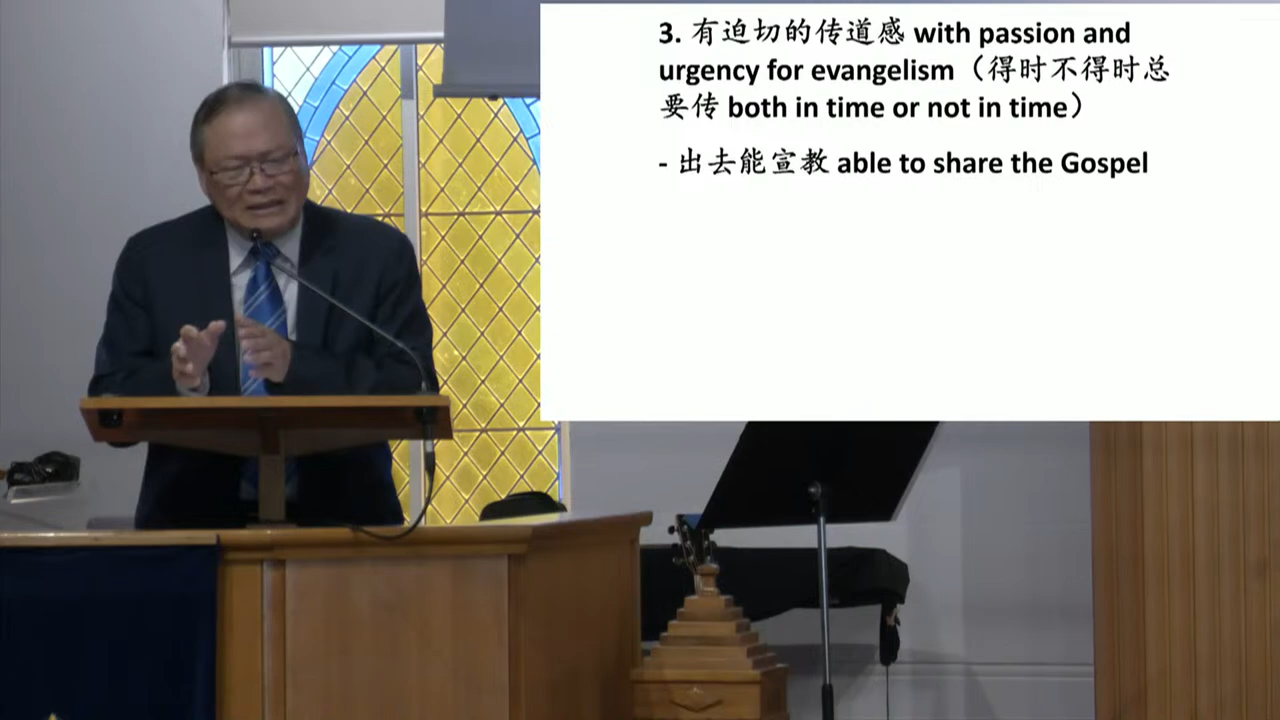 3. 有迫切的传道感 with passion and
urgency for evangelism（得时不得时总
要传 both in time or not in time）
- 出去能宣教 able to share the Gospel